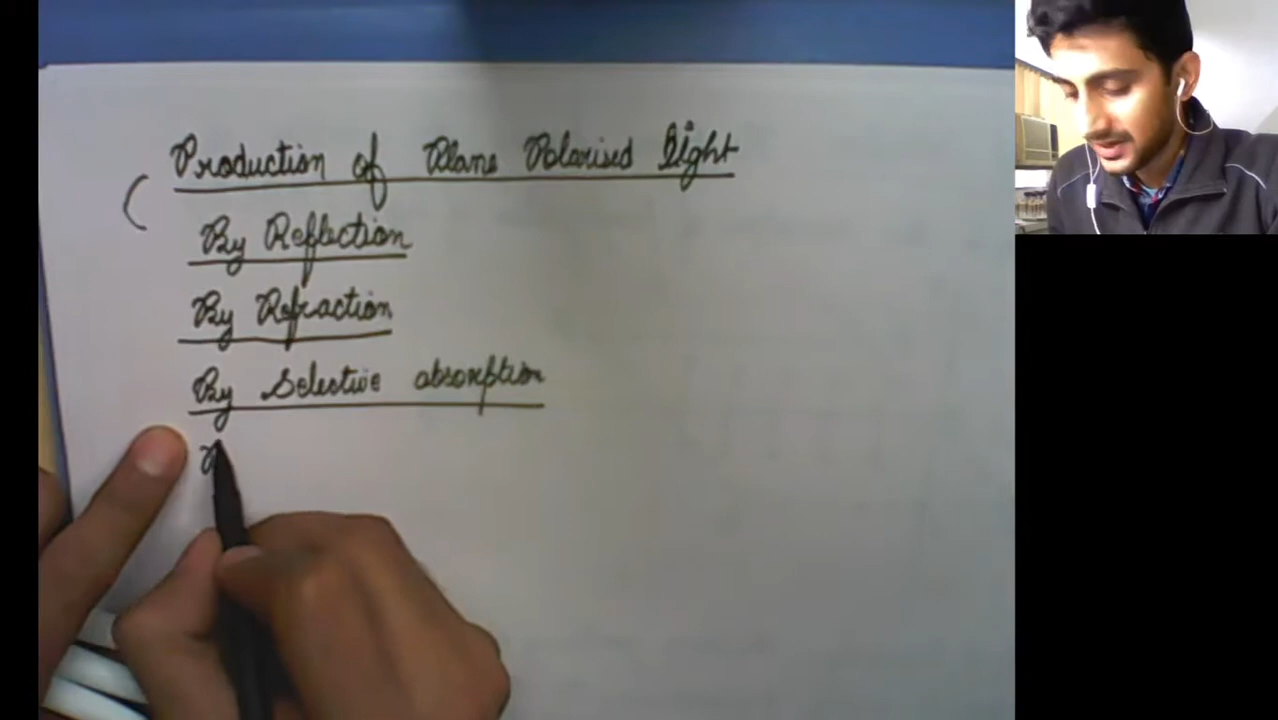 Production of Plane Polarised Light
By Reflection
By Refraction
By Selective absorption